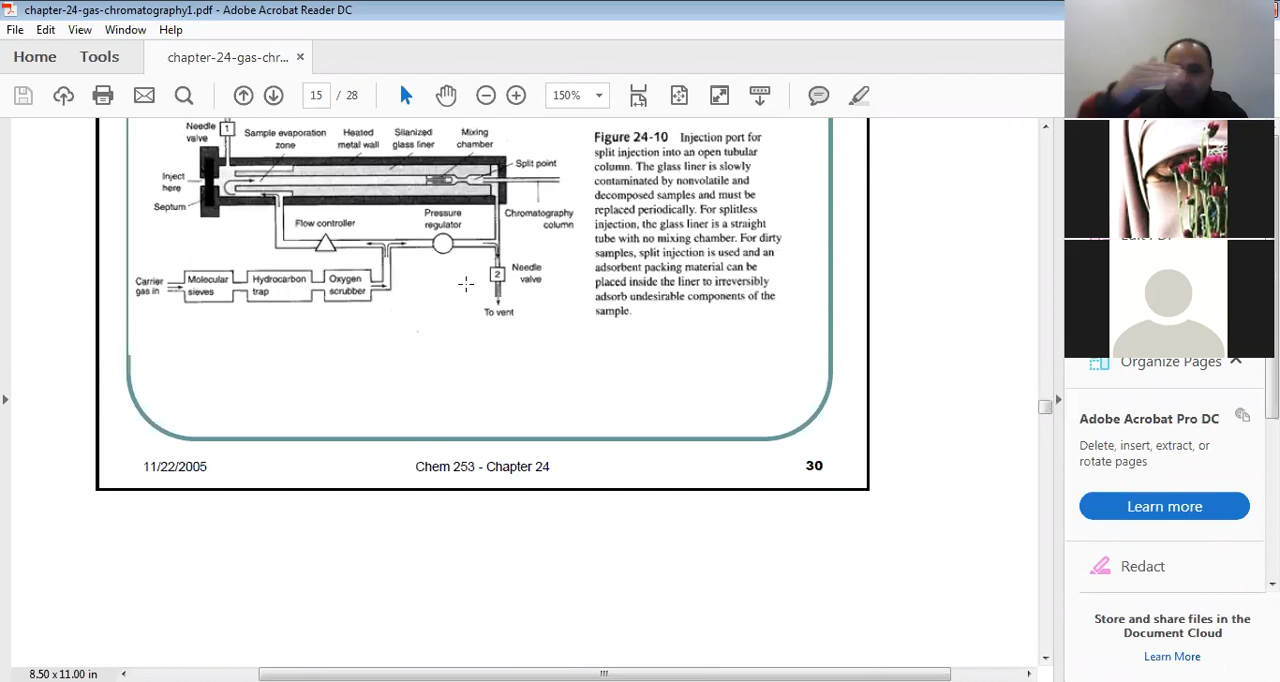 chapter-24-gas-chromatography1.pdf - Adobe Acrobat Reader DC
File Edit View Window Help
Home Tools chapter-24-gas-chr... ×
15 / 28 150%
Needle valve
1
Sample evaporation zone
Heated metal wall
Silanized glass liner
Mixing chamber
Split point
Inject here
Septum
Chromatography column
Flow controller
Pressure regulator
Carrier gas in
Molecular sieves
Hydrocarbon trap
Oxygen scrubber
2
Needle valve
To vent
Figure 24-10 Injection port for
split injection into an open tubular
column. The glass liner is slowly
contaminated by nonvolatile and
decomposed samples and must be
replaced periodically. For splitless
injection, the glass liner is a straight
tube with no mixing chamber. For dirty
samples, split injection is used and an
adsorbent packing material can be
placed inside the liner to irreversibly
adsorb undesirable components of the
sample.
11/22/2005 Chem 253 - Chapter 24 30
8.50 x 11.00 in
Organize Pages
Adobe Acrobat Pro DC
Delete, insert, extract, or
rotate pages
Learn more
Redact
Store and share files in the
Document Cloud
Learn More